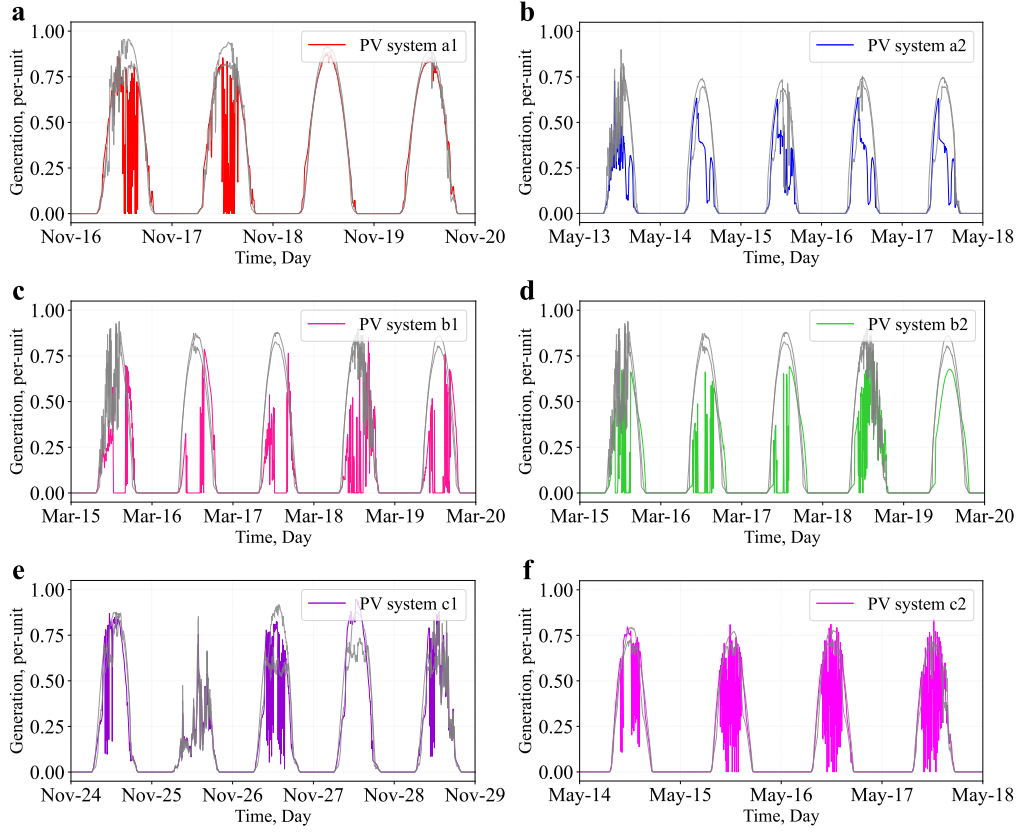 a
b
1.00
0.75
0.50
0.25
0.00
Generation, per-unit
PV system a1
Nov-16 Nov-17 Nov-18 Nov-19 Nov-20
Time, Day
1.00
0.75
0.50
0.25
0.00
Generation, per-unit
PV system a2
May-13 May-14 May-15 May-16 May-17 May-18
Time, Day
c
d
1.00
0.75
0.50
0.25
0.00
Generation, per-unit
PV system b1
Mar-15 Mar-16 Mar-17 Mar-18 Mar-19 Mar-20
Time, Day
1.00
0.75
0.50
0.25
0.00
Generation, per-unit
PV system b2
Mar-15 Mar-16 Mar-17 Mar-18 Mar-19 Mar-20
Time, Day
e
f
1.00
0.75
0.50
0.25
0.00
Generation, per-unit
PV system c1
Nov-24 Nov-25 Nov-26 Nov-27 Nov-28 Nov-29
Time, Day
1.00
0.75
0.50
0.25
0.00
Generation, per-unit
PV system c2
May-14 May-15 May-16 May-17 May-18
Time, Day